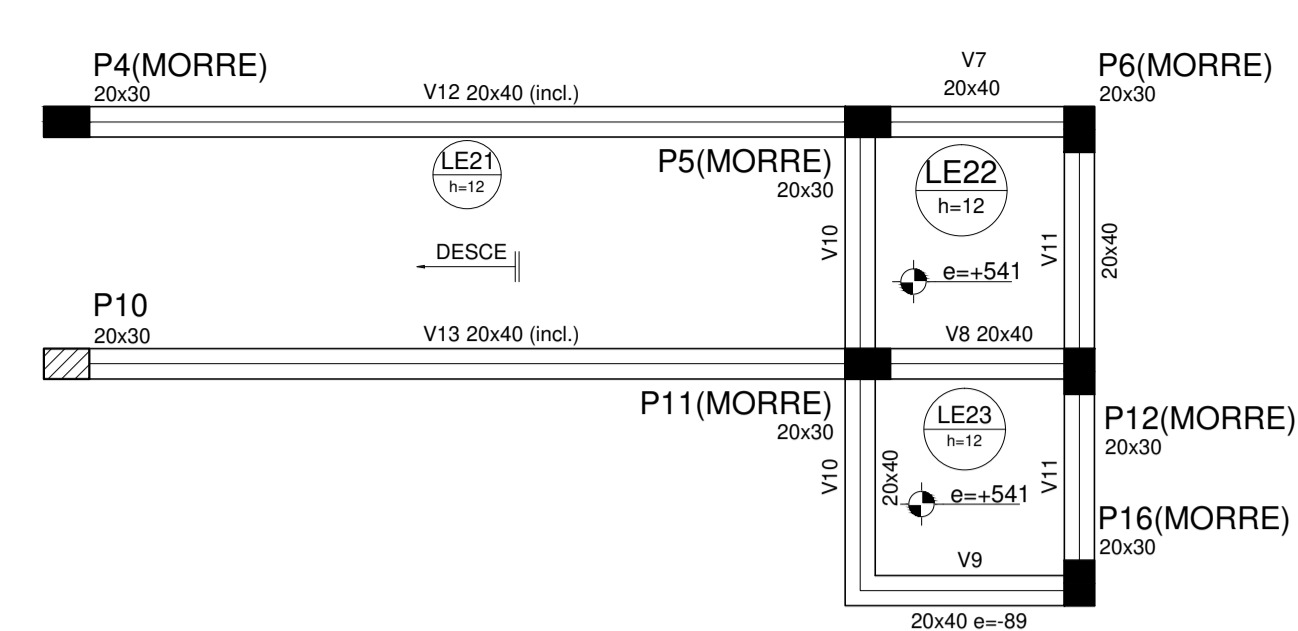 P4(MORRE)
20x30
V12 20x40 (incl.)
V7
20x40
P6(MORRE)
20x30
LE21
h=12
P5(MORRE)
20x30
LE22
h=12
V10
V11
20x40
DESCE
e=+541
P10
20x30
V13 20x40 (incl.)
V8 20x40
P11(MORRE)
20x30
LE23
h=12
P12(MORRE)
20x30
V10
20x40
e=+541
V11
P16(MORRE)
20x30
V9
20x40 e=-89